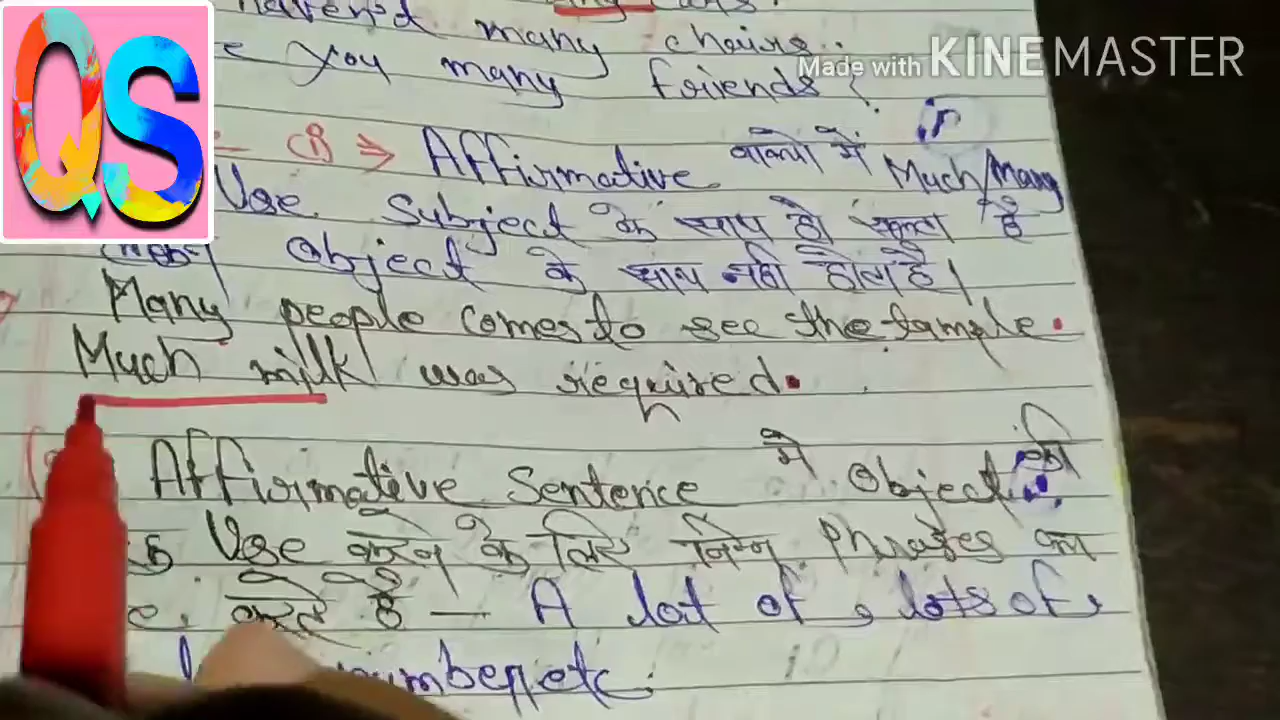 many chairs.
you many friends?
(i) ⇒ Affirmative वाक्यो में Much/Many
Use Subject के साथ हो सकता है
object के साथ नही होता है।
Many people comes to see the temple.
Much milk was required.
Affirmative Sentence मे object की
Use करने के लिए निम्न Phrases का
करते है — A lot of, lots of,
number etc.
QS
Made with KINEMASTER